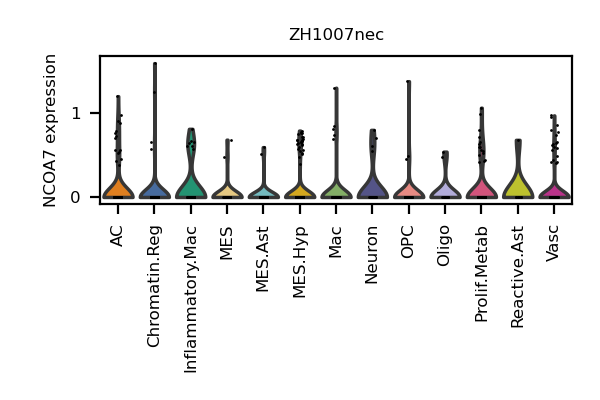 ZH1007nec
NCOA7 expression
1
0
AC
Chromatin.Reg
Inflammatory.Mac
MES
MES.Ast
MES.Hyp
Mac
Neuron
OPC
Oligo
Prolif.Metab
Reactive.Ast
Vasc